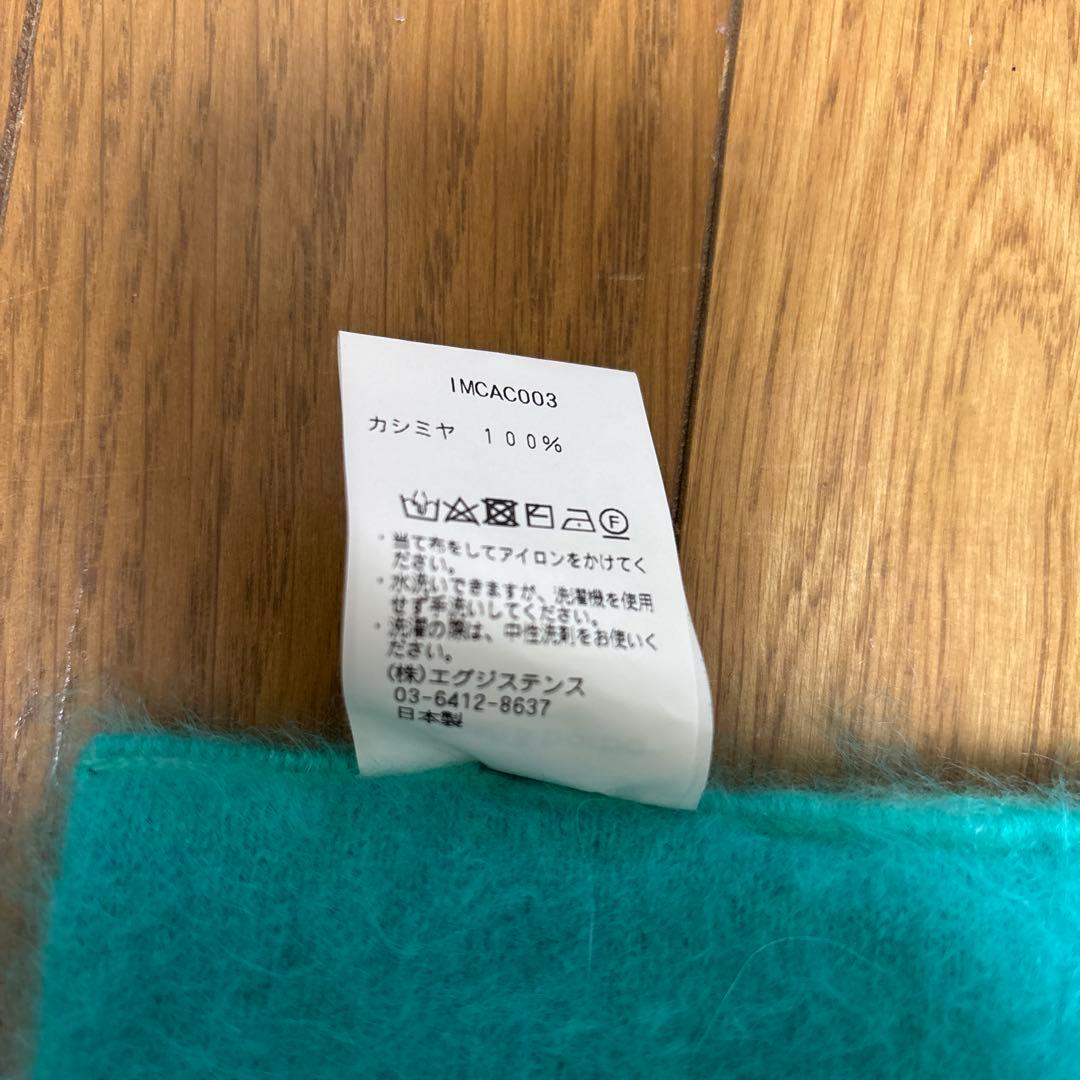 IMCAC003
カシミヤ 100%
F
・当て布をしてアイロンをかけてく
ださい。
・水洗いできますが、洗濯機を使用
せず手洗いしてください。
・洗濯の際は、中性洗剤をお使いく
ださい。
(株)エグジステンス
03-6412-8637
日本製